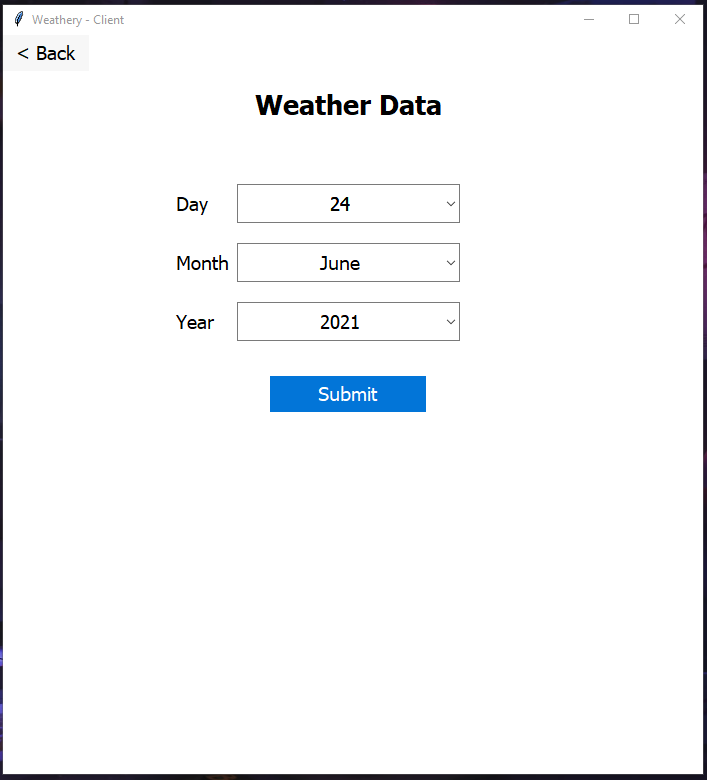 Weathery - Client
< Back
Weather Data
Day 24
Month June
Year 2021
Submit